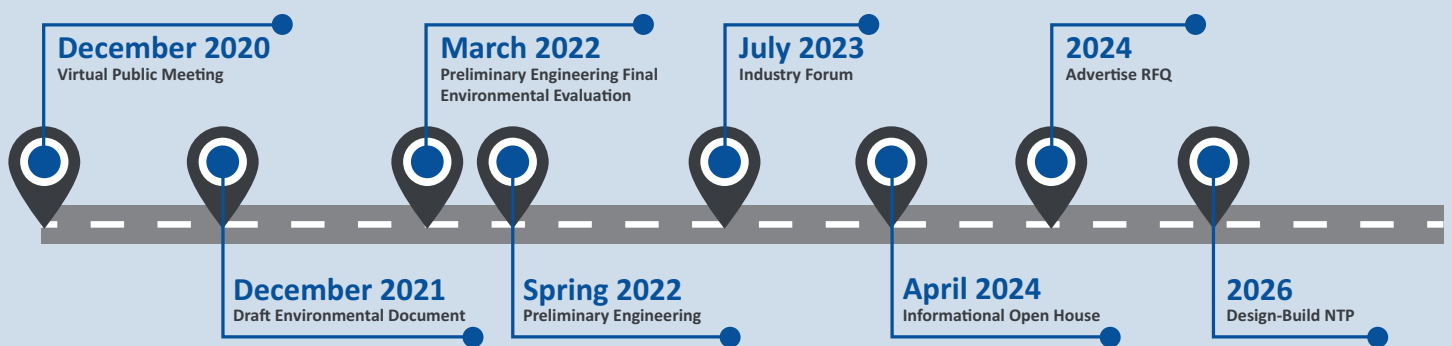 December 2020
Virtual Public Meeting
March 2022
Preliminary Engineering Final
Environmental Evaluation
July 2023
Industry Forum
2024
Advertise RFQ
December 2021
Draft Environmental Document
Spring 2022
Preliminary Engineering
April 2024
Informational Open House
2026
Design-Build NTP